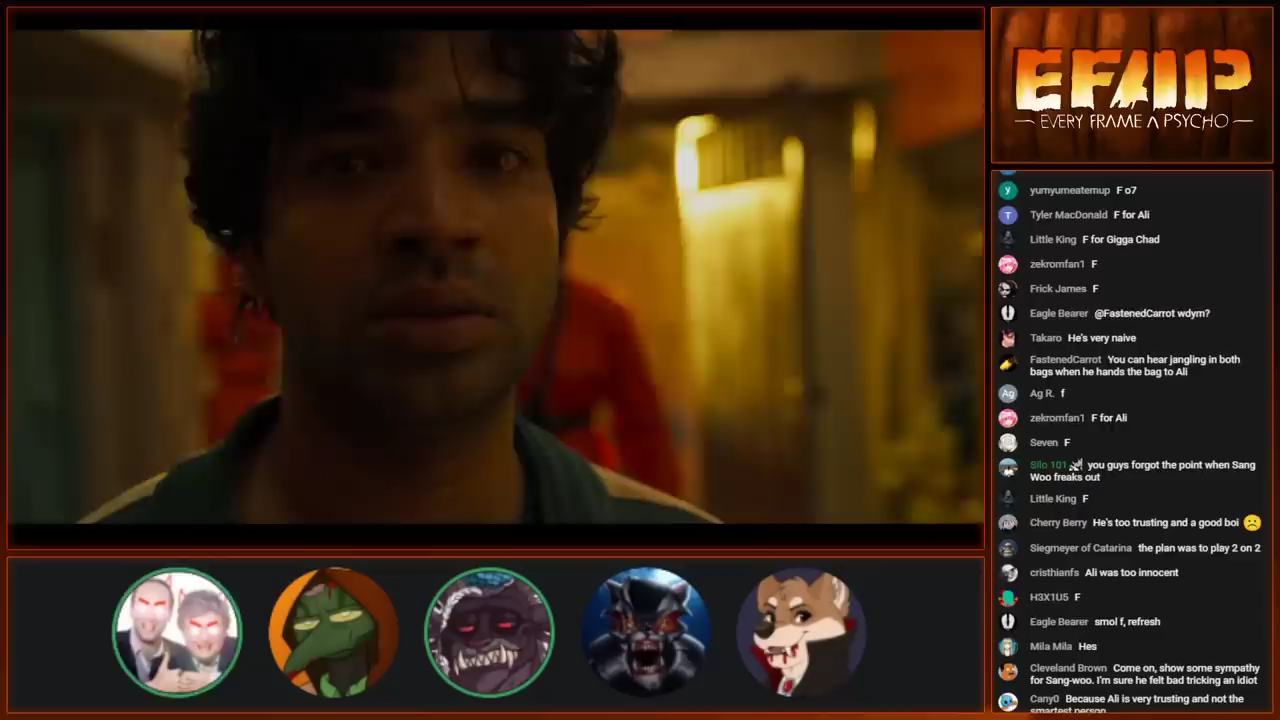 EFAP
EVERY FRAME A PSYCHO
yumyumeatemup F o7
Tyler MacDonald F for Ali
Little King F for Gigga Chad
zekromfan1 F
Frick James F
Eagle Bearer @FastenedCarrot wdym?
Takaro He's very naive
FastenedCarrot You can hear jangling in both
bags when he hands the bag to Ali
Ag R. f
zekromfan1 F for Ali
Seven F
Silo 101 you guys forgot the point when Sang
Woo freaks out
Little King F
Cherry Berry He's too trusting and a good boi
Siegmeyer of Catarina the plan was to play 2 on 2
cristhianfs Ali was too innocent
H3X1U5 F
Eagle Bearer smol f, refresh
Mila Mila Hes
Cleveland Brown Come on, show some sympathy
for Sang-woo. I'm sure he felt bad tricking an idiot
Cany0 Because Ali is very trusting and not the
smartest person